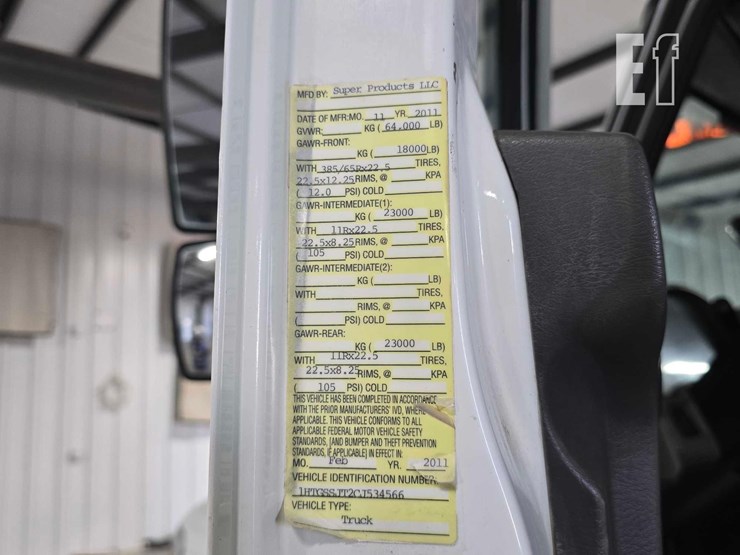 Ef
MFD BY: Super Products LLC
DATE OF MFR:MO. 11 YR. 2011
GVWR: KG ( 64,000 LB)
GAWR-FRONT:
KG ( 18000 LB)
WITH 385/65Rx22.5 TIRES,
22.5x12.25 RIMS, @ KPA
( 12.0 PSI) COLD
GAWR-INTERMEDIATE(1):
KG ( 23000 LB)
WITH 11Rx22.5 TIRES,
22.5x8.25 RIMS, @ KPA
( 105 PSI) COLD
GAWR-INTERMEDIATE(2):
KG ( LB)
WITH TIRES,
RIMS, @ KPA
( PSI) COLD
GAWR-REAR:
KG ( 23000 LB)
WITH 11Rx22.5 TIRES,
22.5x8.25 RIMS, @ KPA
( 105 PSI) COLD
THIS VEHICLE HAS BEEN COMPLETED IN ACCORDANCE
WITH THE PRIOR MANUFACTURERS' IVD, WHERE
APPLICABLE. THIS VEHICLE CONFORMS TO ALL
APPLICABLE FEDERAL MOTOR VEHICLE SAFETY
STANDARDS, [AND BUMPER AND THEFT PREVENTION
STANDARDS, IF APPLICABLE] IN EFFECT IN:
MO. Feb YR. 2011
VEHICLE IDENTIFICATION NUMBER:
1HTGSSJT2CJ534566
VEHICLE TYPE:
Truck